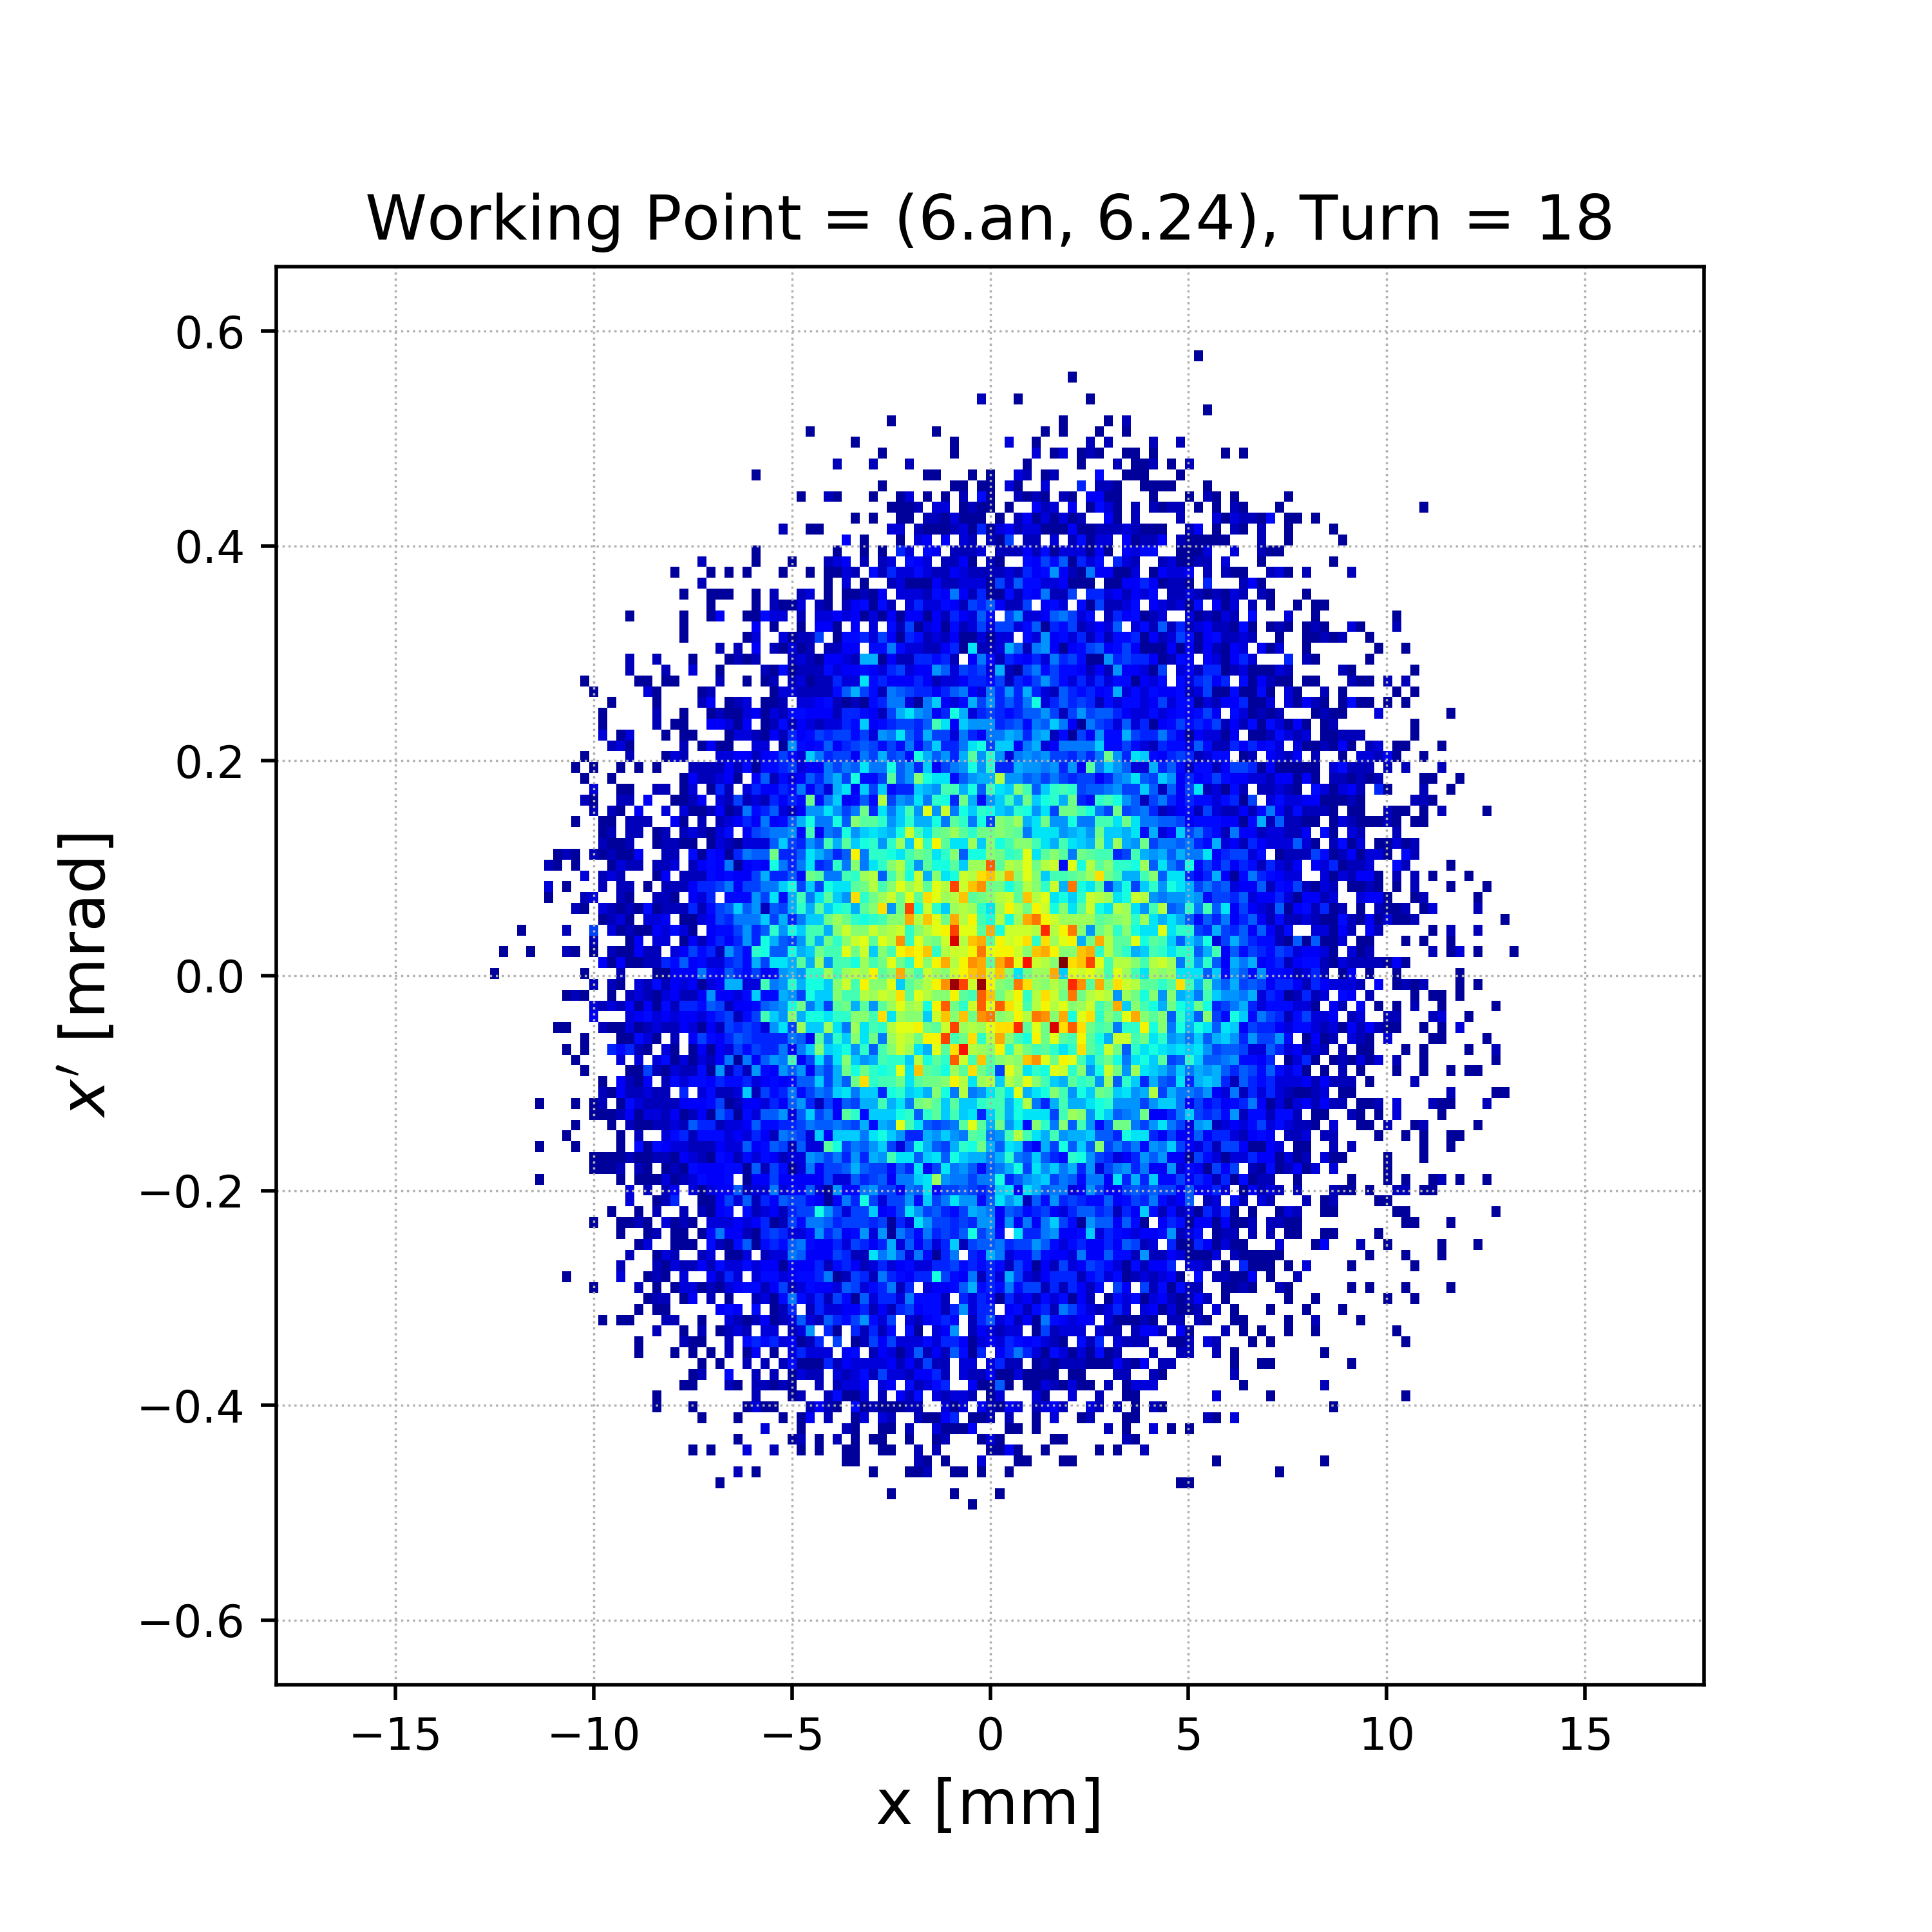 Working Point = (6.an, 6.24), Turn = 18
0.6
0.4
0.2
0.0
−0.2
−0.4
−0.6
x′ [mrad]
−15 −10 −5 0 5 10 15
x [mm]